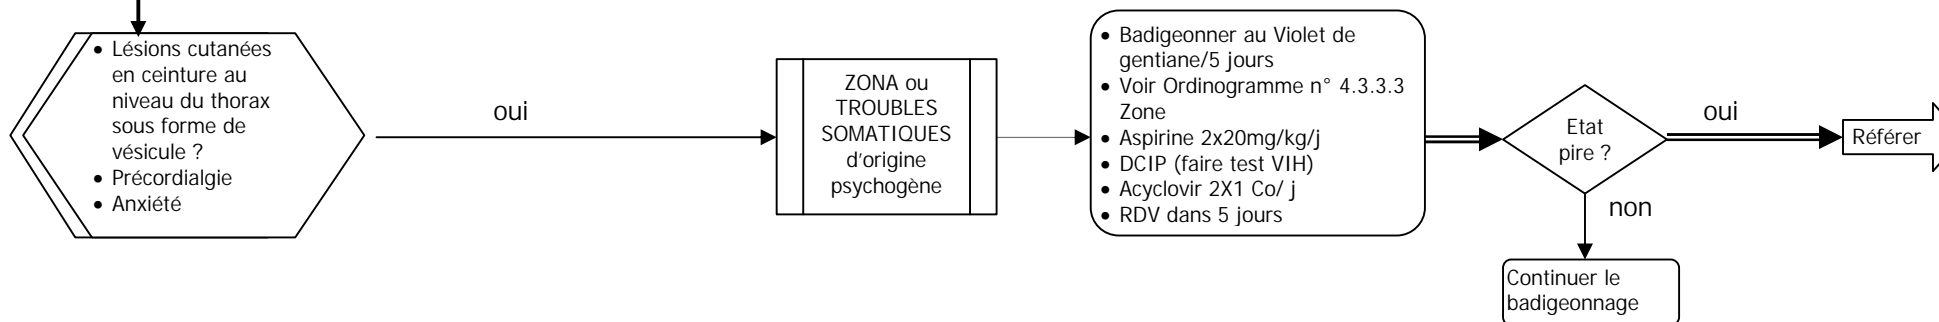 • Lésions cutanées
en ceinture au
niveau du thorax
sous forme de
vésicule ?
• Précordialgie
• Anxiété
oui
ZONA ou
TROUBLES
SOMATIQUES
d'origine
psychogène
• Badigeonner au Violet de
gentiane/5 jours
• Voir Ordinogramme n° 4.3.3.3
Zone
• Aspirine 2x20mg/kg/j
• DCIP (faire test VIH)
• Acyclovir 2X1 Co/ j
• RDV dans 5 jours
Etat
pire ?
oui
Référer
non
Continuer le
badigeonnage